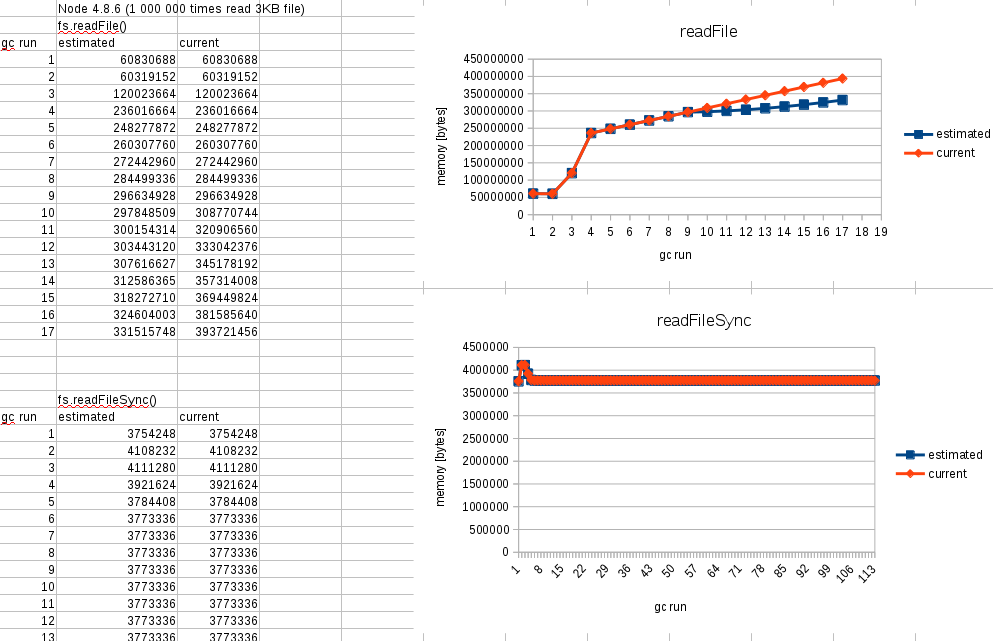 Node 4.8.6 (1 000 000 times read 3KB file)
fs.readFile()
gc run estimated current
1 60830688 60830688
2 60319152 60319152
3 120023664 120023664
4 236016664 236016664
5 248277872 248277872
6 260307760 260307760
7 272442960 272442960
8 284499336 284499336
9 296634928 296634928
10 297848509 308770744
11 300154314 320906560
12 303443120 333042376
13 307616627 345178192
14 312586365 357314008
15 318272710 369449824
16 324604003 381585640
17 331515748 393721456
fs.readFileSync()
gc run estimated current
1 3754248 3754248
2 4108232 4108232
3 4111280 4111280
4 3921624 3921624
5 3784408 3784408
6 3773336 3773336
7 3773336 3773336
8 3773336 3773336
9 3773336 3773336
10 3773336 3773336
11 3773336 3773336
12 3773336 3773336
13 3773336 3773336
readFile
450000000
400000000
350000000
300000000
250000000
200000000
150000000
100000000
50000000
0
memory [bytes]
1 2 3 4 5 6 7 8 9 10 11 12 13 14 15 16 17 18 19
gc run
estimated
current
readFileSync
4500000
4000000
3500000
3000000
2500000
2000000
1500000
1000000
500000
0
memory [bytes]
1 8 15 22 29 36 43 50 57 64 71 78 85 92 99 106 113
gc run
estimated
current